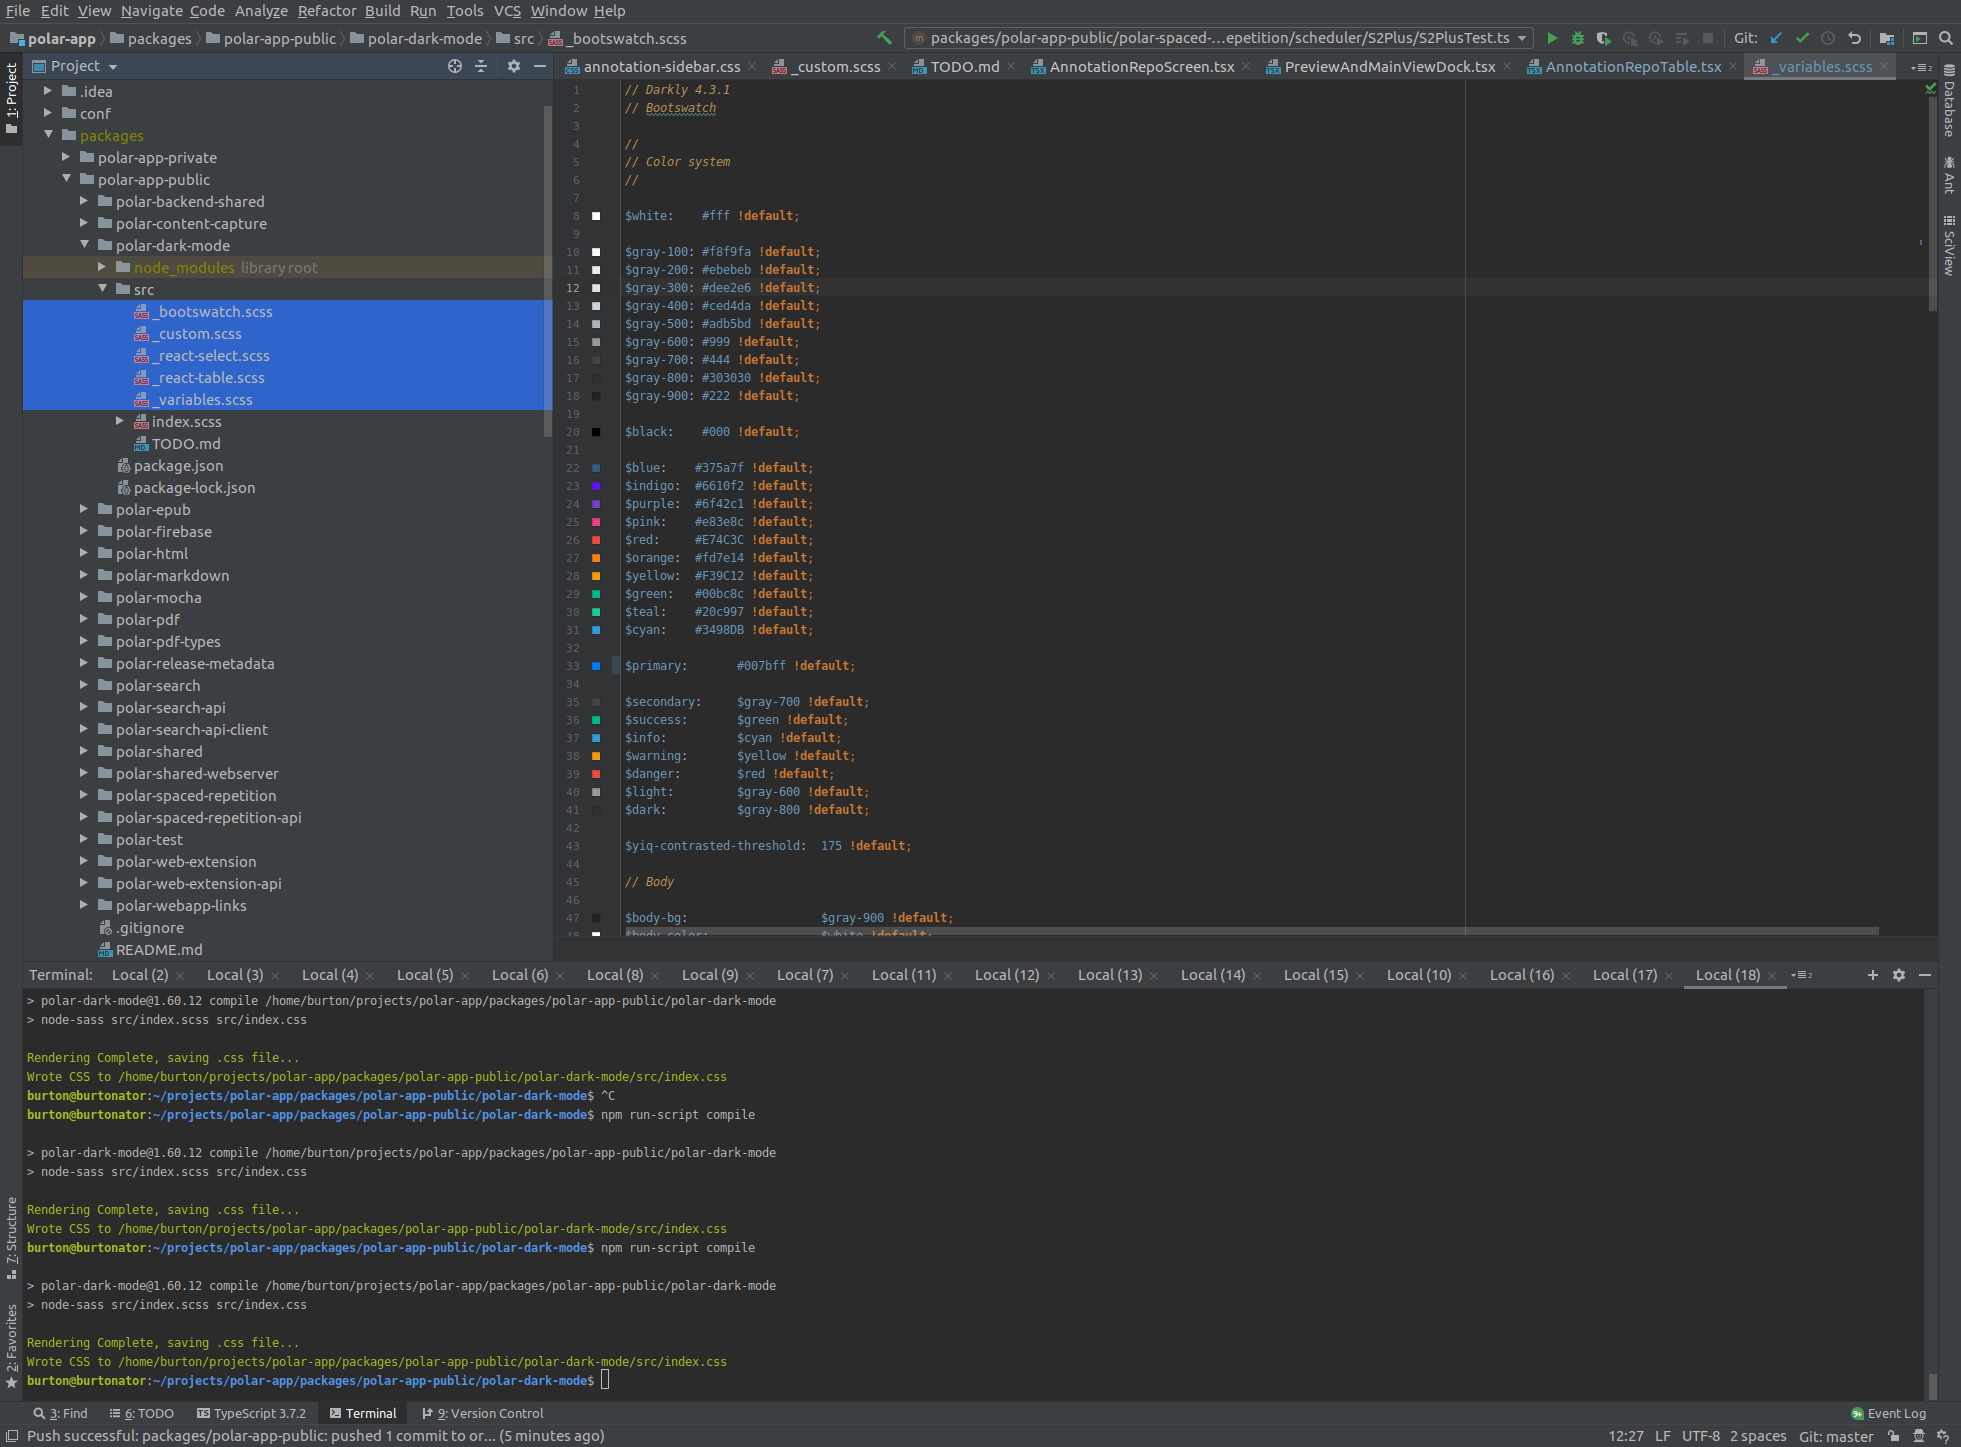 File Edit View Navigate Code Analyze Refactor Build Run Tools VCS Window Help
polar-app packages polar-app-public polar-dark-mode src _bootswatch.scss
packages/polar-app-public/polar-spaced-...epetition/scheduler/S2Plus/S2PlusTest.ts
Git:
Project
annotation-sidebar.css _custom.scss TODO.md AnnotationRepoScreen.tsx PreviewAndMainViewDock.tsx AnnotationRepoTable.tsx _variables.scss
1: Project
7: Structure
2: Favorites
Database
Ant
SciView
.idea
conf
packages
polar-app-private
polar-app-public
polar-backend-shared
polar-content-capture
polar-dark-mode
node_modules library root
src
_bootswatch.scss
_custom.scss
_react-select.scss
_react-table.scss
_variables.scss
index.scss
TODO.md
package.json
package-lock.json
polar-epub
polar-firebase
polar-html
polar-markdown
polar-mocha
polar-pdf
polar-pdf-types
polar-release-metadata
polar-search
polar-search-api
polar-search-api-client
polar-shared
polar-shared-webserver
polar-spaced-repetition
polar-spaced-repetition-api
polar-test
polar-web-extension
polar-web-extension-api
polar-webapp-links
.gitignore
README.md
1 // Darkly 4.3.1
2 // Bootswatch
3
4 //
5 // Color system
6 //
7
8 $white: #fff !default;
9
10 $gray-100: #f8f9fa !default;
11 $gray-200: #ebebeb !default;
12 $gray-300: #dee2e6 !default;
13 $gray-400: #ced4da !default;
14 $gray-500: #adb5bd !default;
15 $gray-600: #999 !default;
16 $gray-700: #444 !default;
17 $gray-800: #303030 !default;
18 $gray-900: #222 !default;
19
20 $black: #000 !default;
21
22 $blue: #375a7f !default;
23 $indigo: #6610f2 !default;
24 $purple: #6f42c1 !default;
25 $pink: #e83e8c !default;
26 $red: #E74C3C !default;
27 $orange: #fd7e14 !default;
28 $yellow: #F39C12 !default;
29 $green: #00bc8c !default;
30 $teal: #20c997 !default;
31 $cyan: #3498DB !default;
32
33 $primary: #007bff !default;
34
35 $secondary: $gray-700 !default;
36 $success: $green !default;
37 $info: $cyan !default;
38 $warning: $yellow !default;
39 $danger: $red !default;
40 $light: $gray-600 !default;
41 $dark: $gray-800 !default;
42
43 $yiq-contrasted-threshold: 175 !default;
44
45 // Body
46
47 $body-bg: $gray-900 !default;
48 $body-color: $white !default;
Terminal: Local (2) Local (3) Local (4) Local (5) Local (6) Local (8) Local (9) Local (7) Local (11) Local (12) Local (13) Local (14) Local (15) Local (10) Local (16) Local (17) Local (18)
> polar-dark-mode@1.60.12 compile /home/burton/projects/polar-app/packages/polar-app-public/polar-dark-mode
> node-sass src/index.scss src/index.css
Rendering Complete, saving .css file...
Wrote CSS to /home/burton/projects/polar-app/packages/polar-app-public/polar-dark-mode/src/index.css
burton@burtonator:~/projects/polar-app/packages/polar-app-public/polar-dark-mode$ ^C
burton@burtonator:~/projects/polar-app/packages/polar-app-public/polar-dark-mode$ npm run-script compile
> polar-dark-mode@1.60.12 compile /home/burton/projects/polar-app/packages/polar-app-public/polar-dark-mode
> node-sass src/index.scss src/index.css
Rendering Complete, saving .css file...
Wrote CSS to /home/burton/projects/polar-app/packages/polar-app-public/polar-dark-mode/src/index.css
burton@burtonator:~/projects/polar-app/packages/polar-app-public/polar-dark-mode$ npm run-script compile
> polar-dark-mode@1.60.12 compile /home/burton/projects/polar-app/packages/polar-app-public/polar-dark-mode
> node-sass src/index.scss src/index.css
Rendering Complete, saving .css file...
Wrote CSS to /home/burton/projects/polar-app/packages/polar-app-public/polar-dark-mode/src/index.css
burton@burtonator:~/projects/polar-app/packages/polar-app-public/polar-dark-mode$
3: Find 6: TODO TypeScript 3.7.2 Terminal 9: Version Control Event Log
Push successful: packages/polar-app-public: pushed 1 commit to or... (5 minutes ago) 12:27 LF UTF-8 2 spaces Git: master